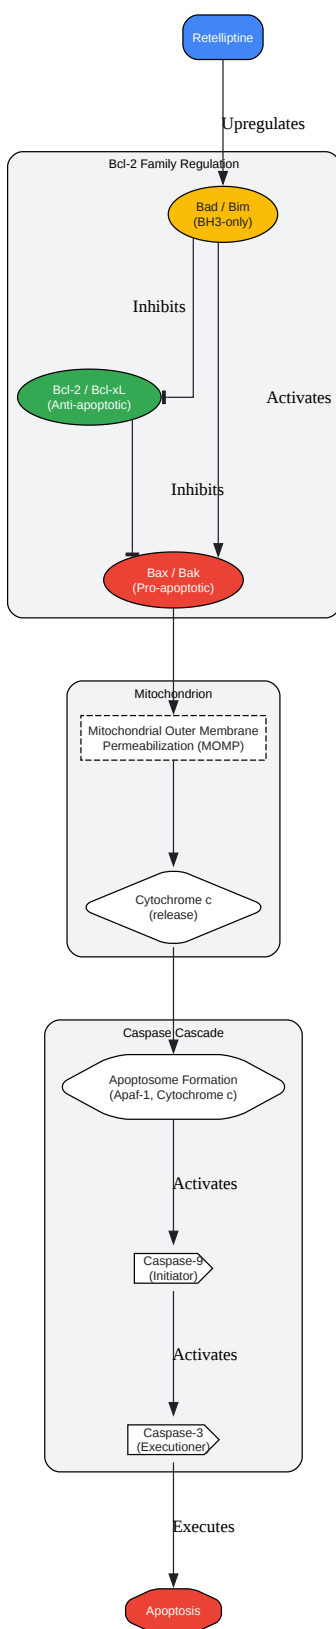 Retelliptine
Upregulates
Bcl-2 Family Regulation
Bad / Bim
(BH3-only)
Inhibits
Bcl-2 / Bcl-xL
(Anti-apoptotic)
Activates
Inhibits
Bax / Bak
(Pro-apoptotic)
Mitochondrion
Mitochondrial Outer Membrane
Permeabilization (MOMP)
Cytochrome c
(release)
Caspase Cascade
Apoptosome Formation
(Apaf-1, Cytochrome c)
Activates
Caspase-9
(Initiator)
Activates
Caspase-3
(Executioner)
Executes
Apoptosis